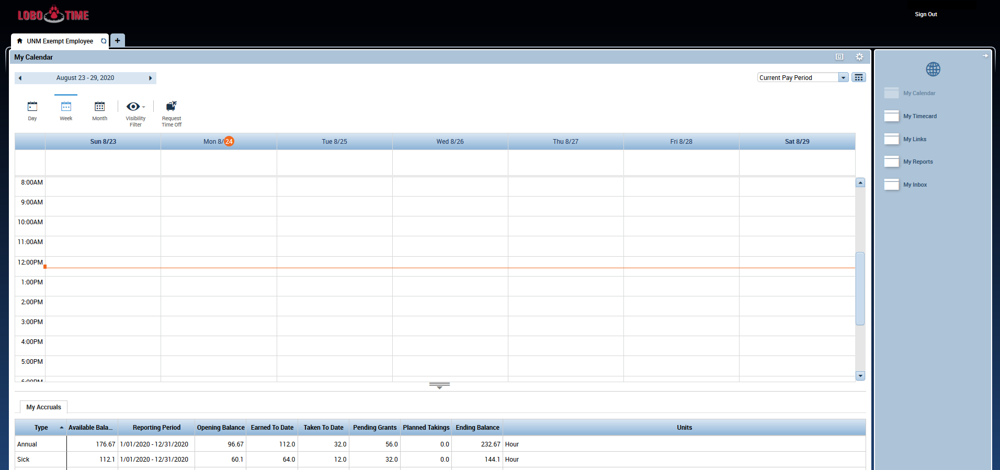 LOBO TIME
Sign Out
UNM Exempt Employee
+
My Calendar
August 23 - 29, 2020
Current Pay Period
Day
Week
Month
Visibility
Filter
Request
Time Off
Sun 8/23
Mon 8/24
Tue 8/25
Wed 8/26
Thu 8/27
Fri 8/28
Sat 8/29
8:00AM
9:00AM
10:00AM
11:00AM
12:00PM
1:00PM
2:00PM
3:00PM
4:00PM
5:00PM
6:00PM
My Calendar
My Timecard
My Links
My Reports
My Inbox
My Accruals
Type Available Bala... Reporting Period Opening Balance Earned To Date Taken To Date Pending Grants Planned Takings Ending Balance Units
Annual 176.67 1/01/2020 - 12/31/2020 96.67 112.0 32.0 56.0 0.0 232.67 Hour
Sick 112.1 1/01/2020 - 12/31/2020 60.1 64.0 12.0 32.0 0.0 144.1 Hour